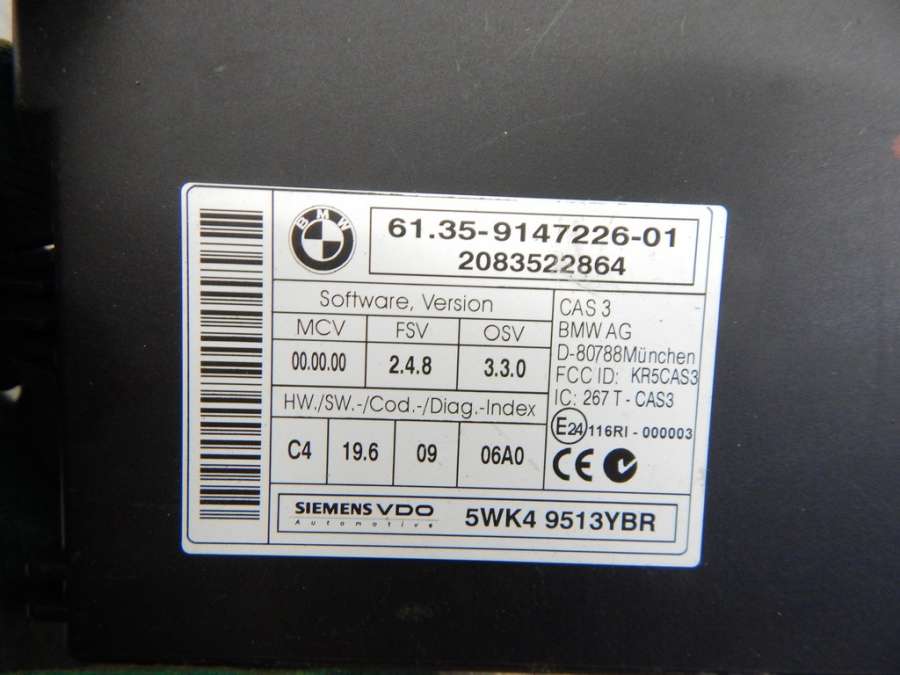 BMW
61.35-9147226-01
2083522864
Software, Version
MCV FSV OSV
00.00.00 2.4.8 3.3.0
HW./SW.-/Cod.-/Diag.-Index
C4 19.6 09 06A0
CAS 3
BMW AG
D-80788München
FCC ID: KR5CAS3
IC: 267 T - CAS3
E24 116RI - 000003
CE
SIEMENS VDO
Automotive
5WK4 9513YBR